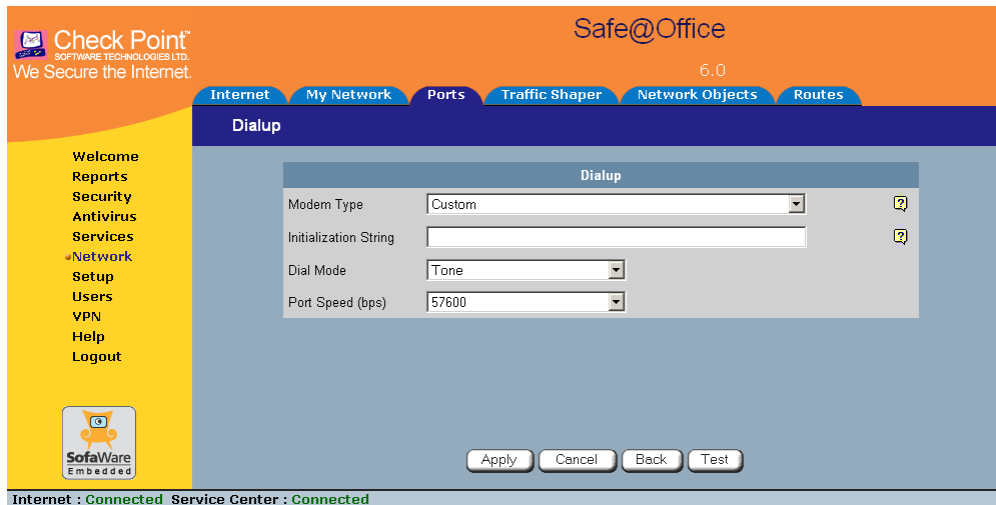 Check Point™
SOFTWARE TECHNOLOGIES LTD.
We Secure the Internet.
Safe@Office
6.0
Internet
My Network
Ports
Traffic Shaper
Network Objects
Routes
Dialup
Welcome
Reports
Security
Antivirus
Services
Network
Setup
Users
VPN
Help
Logout
Dialup
Modem Type Custom ?
Initialization String ?
Dial Mode Tone
Port Speed (bps) 57600
SofaWare
Embedded
Apply Cancel Back Test
Internet : Connected Service Center : Connected